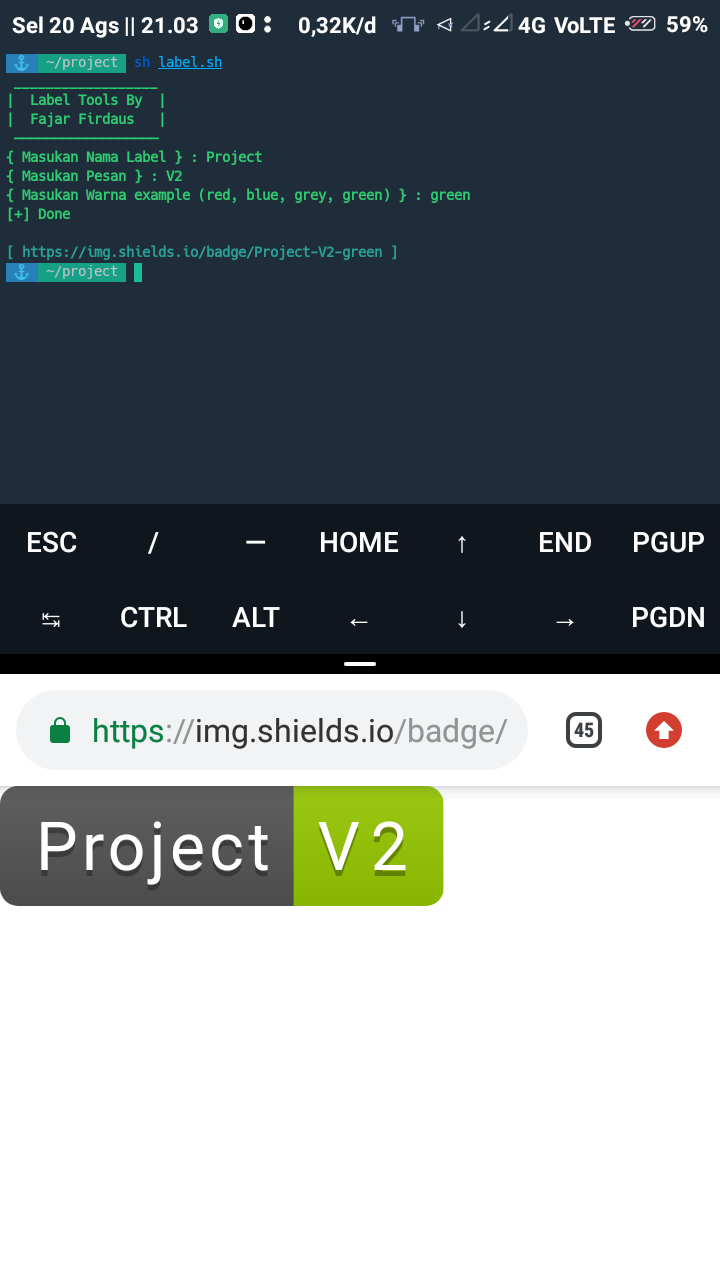 Sel 20 Ags || 21.03 0,32K/d 4G VoLTE 59%
~/project sh label.sh
__________________
| Label Tools By |
| Fajar Firdaus |
__________________
{ Masukan Nama Label } : Project
{ Masukan Pesan } : V2
{ Masukan Warna example (red, blue, grey, green) } : green
[+] Done
[ https://img.shields.io/badge/Project-V2-green ]
~/project
ESC / — HOME ↑ END PGUP
↹ CTRL ALT ← ↓ → PGDN
https://img.shields.io/badge/ 45
Project V2